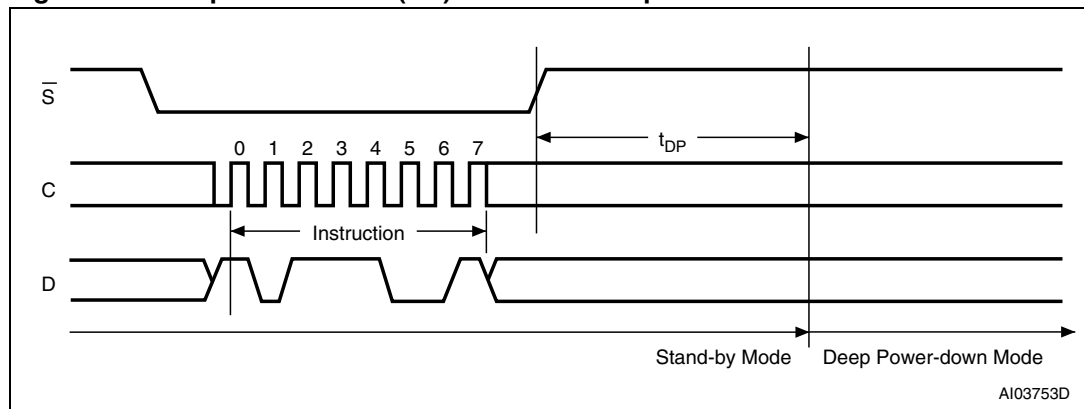 S
0 1 2 3 4 5 6 7
tDP
C
Instruction
D
Stand-by Mode Deep Power-down Mode
AI03753D